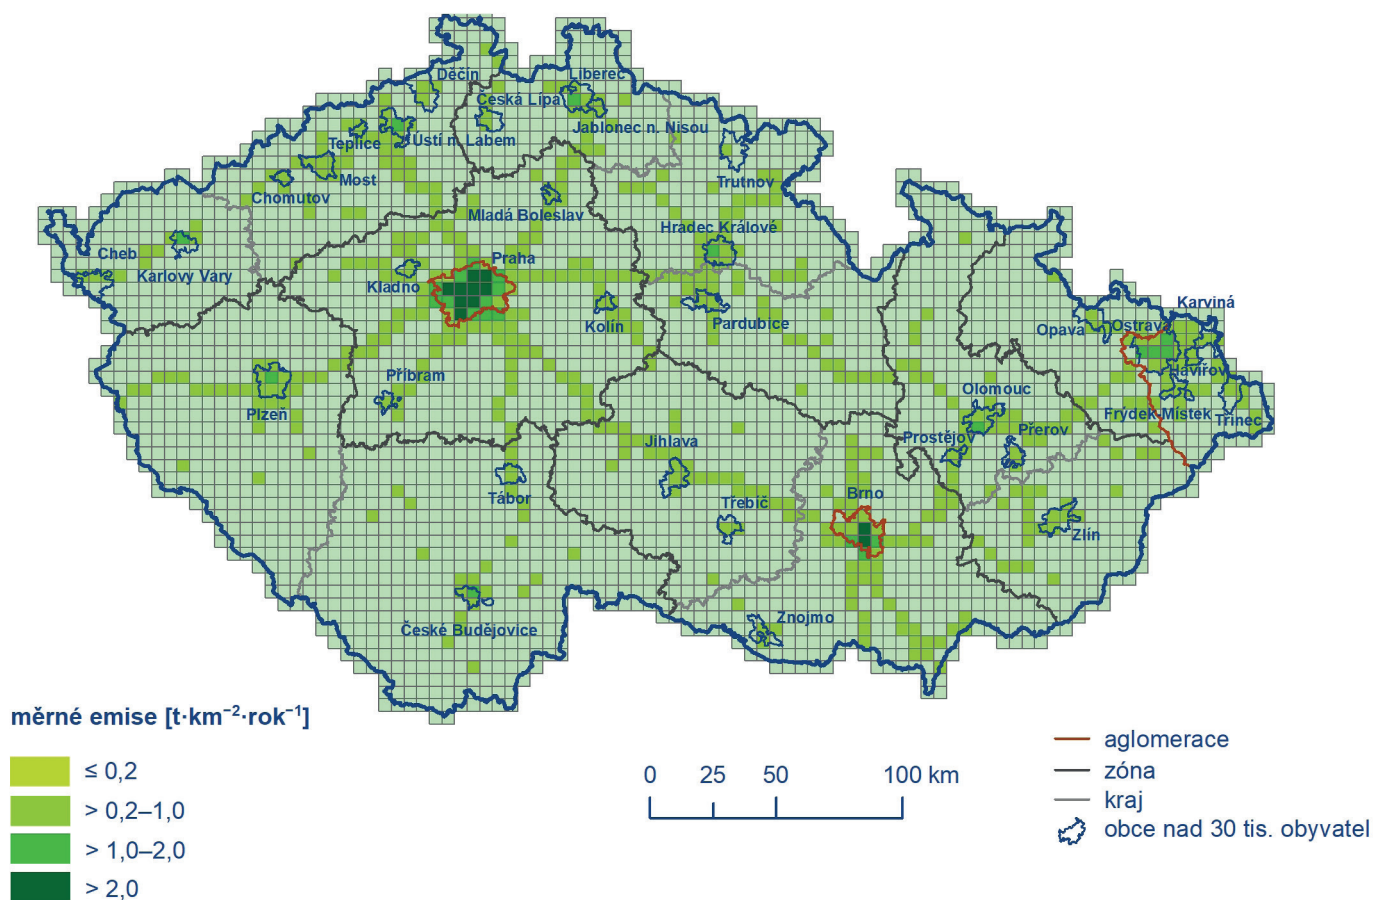 Děčín
Liberec
Česká Lípa
Jablonec n. Nisou
Teplice
Ústí n. Labem
Most
Trutnov
Chomutov
Mladá Boleslav
Hradec Králové
Cheb
Karlovy Vary
Praha
Kladno
Kolín
Pardubice
Karviná
Opava
Ostrava
Havířov
Příbram
Plzeň
Olomouc
Frýdek Místek
Třinec
Přerov
Prostějov
Jihlava
Tábor
Třebíč
Brno
Zlín
Znojmo
České Budějovice
měrné emise [t·km⁻²·rok⁻¹]
≤ 0,2
> 0,2–1,0
> 1,0–2,0
> 2,0
0 25 50 100 km
aglomerace
zóna
kraj
obce nad 30 tis. obyvatel